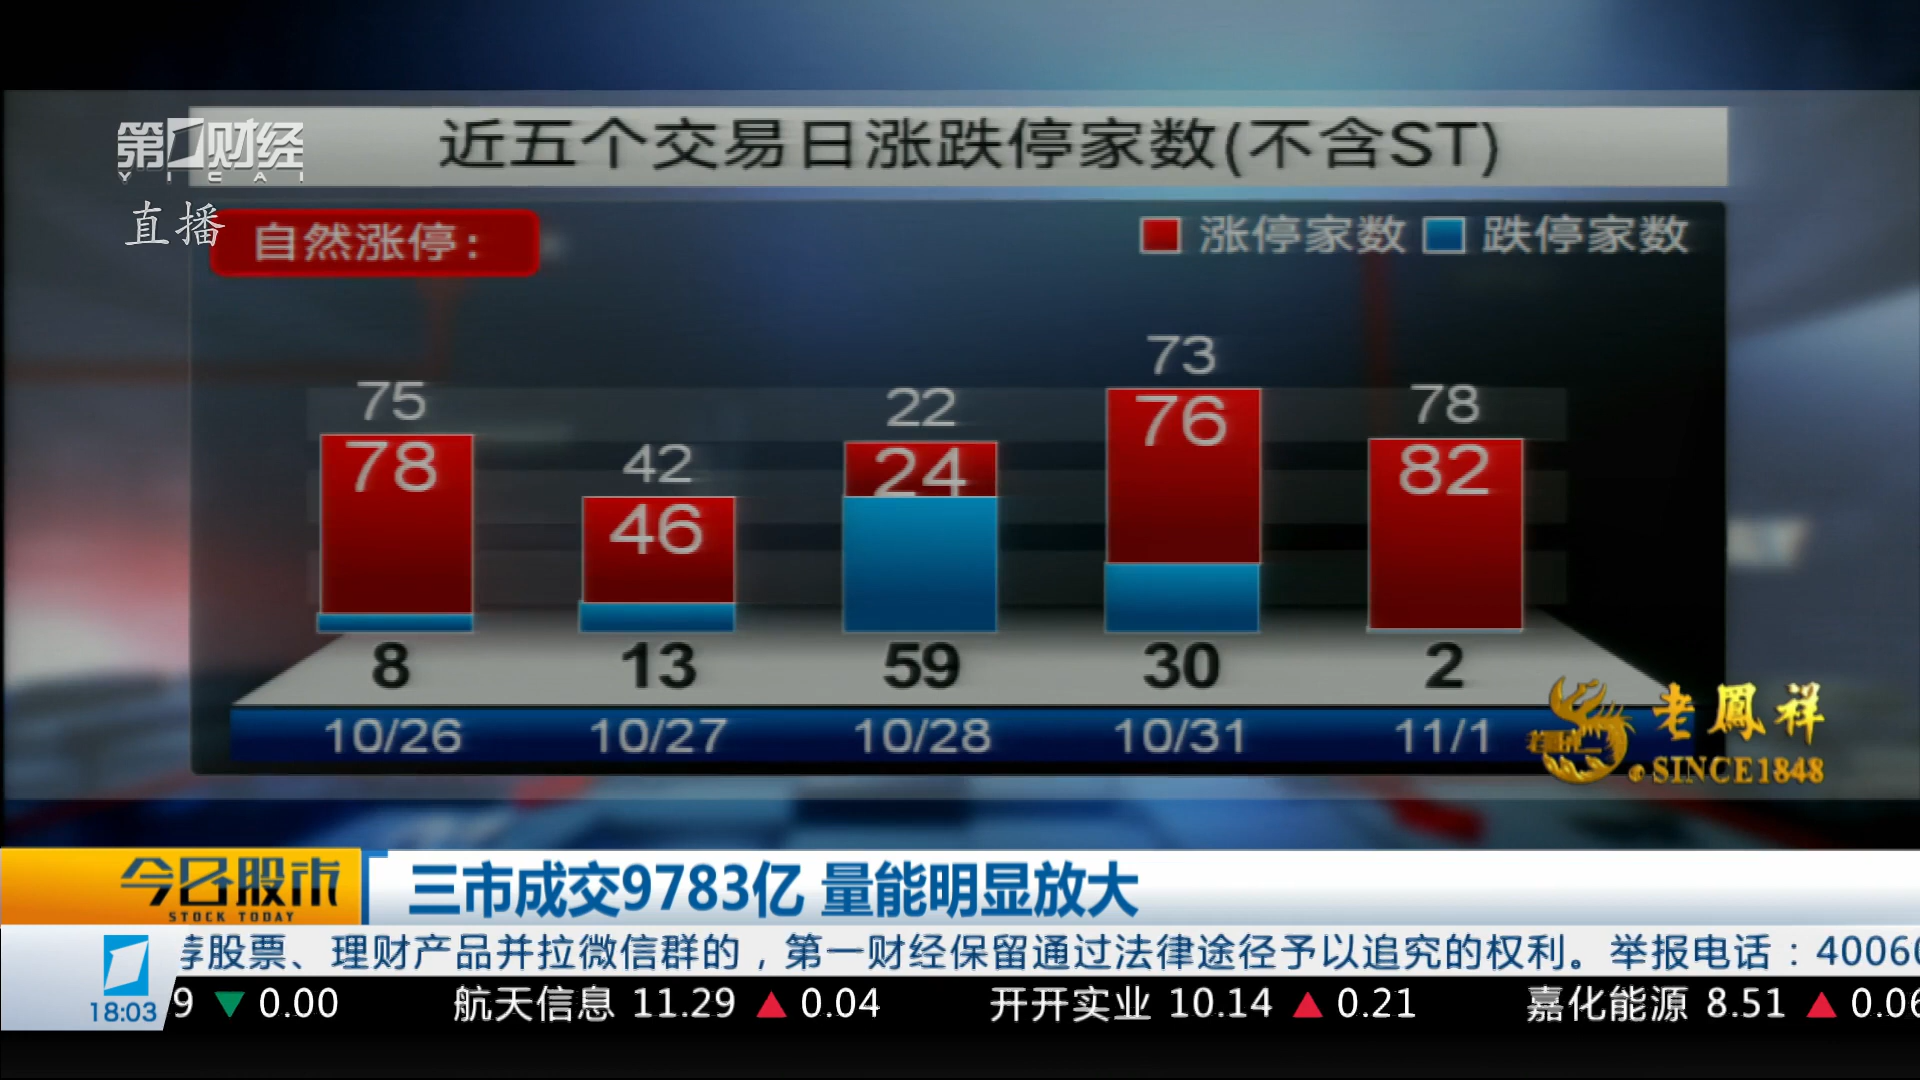 第一财经
YICAI
直播
近五个交易日涨跌停家数(不含ST)
自然涨停:
涨停家数 跌停家数
75 42 22 73 78
78 46 24 76 82
8 13 59 30 2
10/26 10/27 10/28 10/31 11/1
老鳳祥
SINCE1848
今日股市
STOCK TODAY
三市成交9783亿 量能明显放大
股票、理财产品并拉微信群的，第一财经保留通过法律途径予以追究的权利。举报电话：40060
18:03
9 ▼ 0.00 航天信息 11.29 ▲ 0.04 开开实业 10.14 ▲ 0.21 嘉化能源 8.51 ▲ 0.06